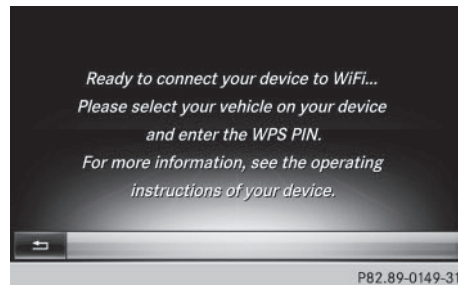 Ready to connect your device to WiFi...
Please select your vehicle on your device
and enter the WPS PIN.
For more information, see the operating
instructions of your device.
P82.89-0149-31